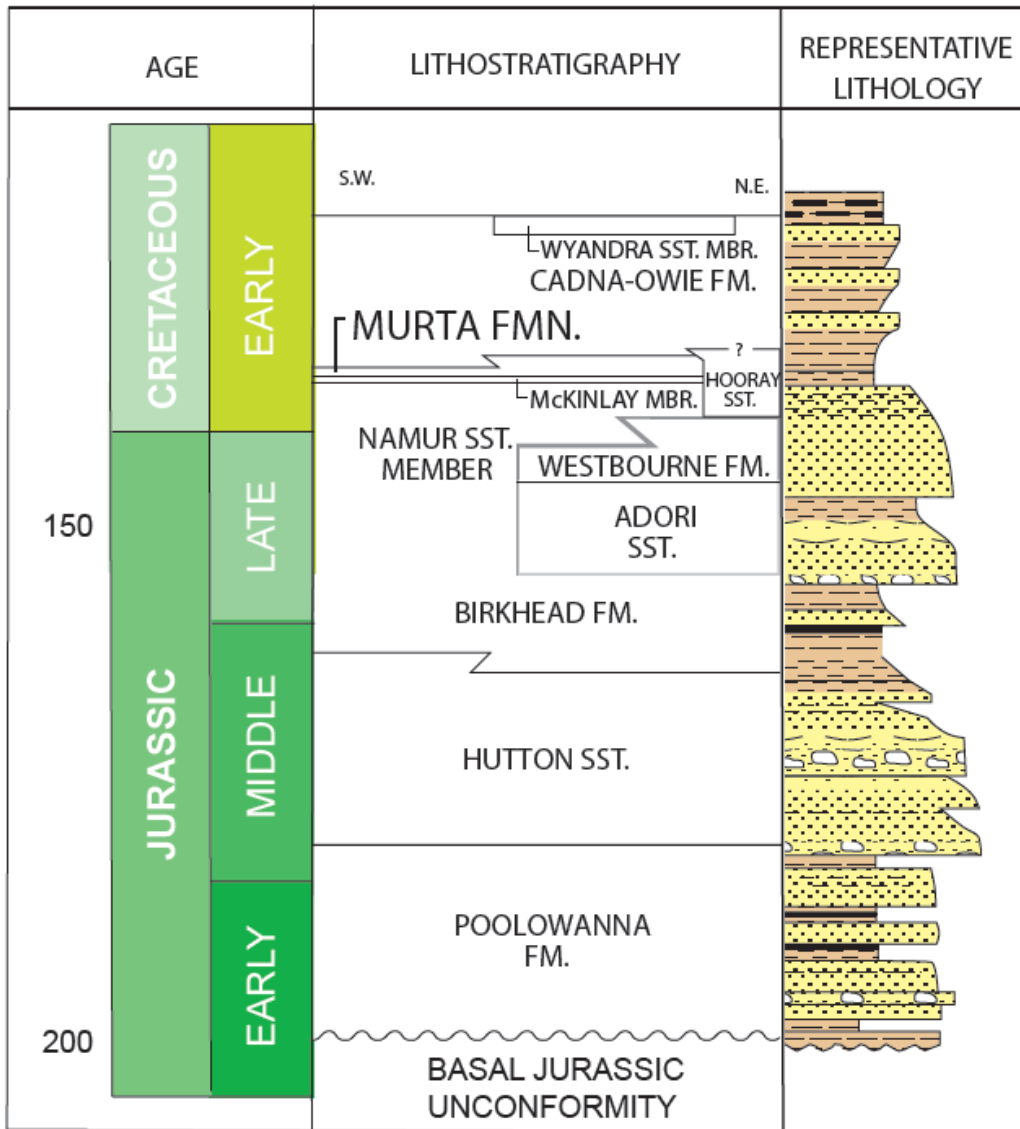 AGE
LITHOSTRATIGRAPHY
REPRESENTATIVE
LITHOLOGY
CRETACEOUS
EARLY
JURASSIC
LATE
MIDDLE
EARLY
150
200
S.W.
N.E.
WYANDRA SST. MBR.
CADNA-OWIE FM.
MURTA FMN.
?
HOORAY
SST.
McKINLAY MBR.
NAMUR SST.
MEMBER
WESTBOURNE FM.
ADORI
SST.
BIRKHEAD FM.
HUTTON SST.
POOLOWANNA
FM.
BASAL JURASSIC
UNCONFORMITY